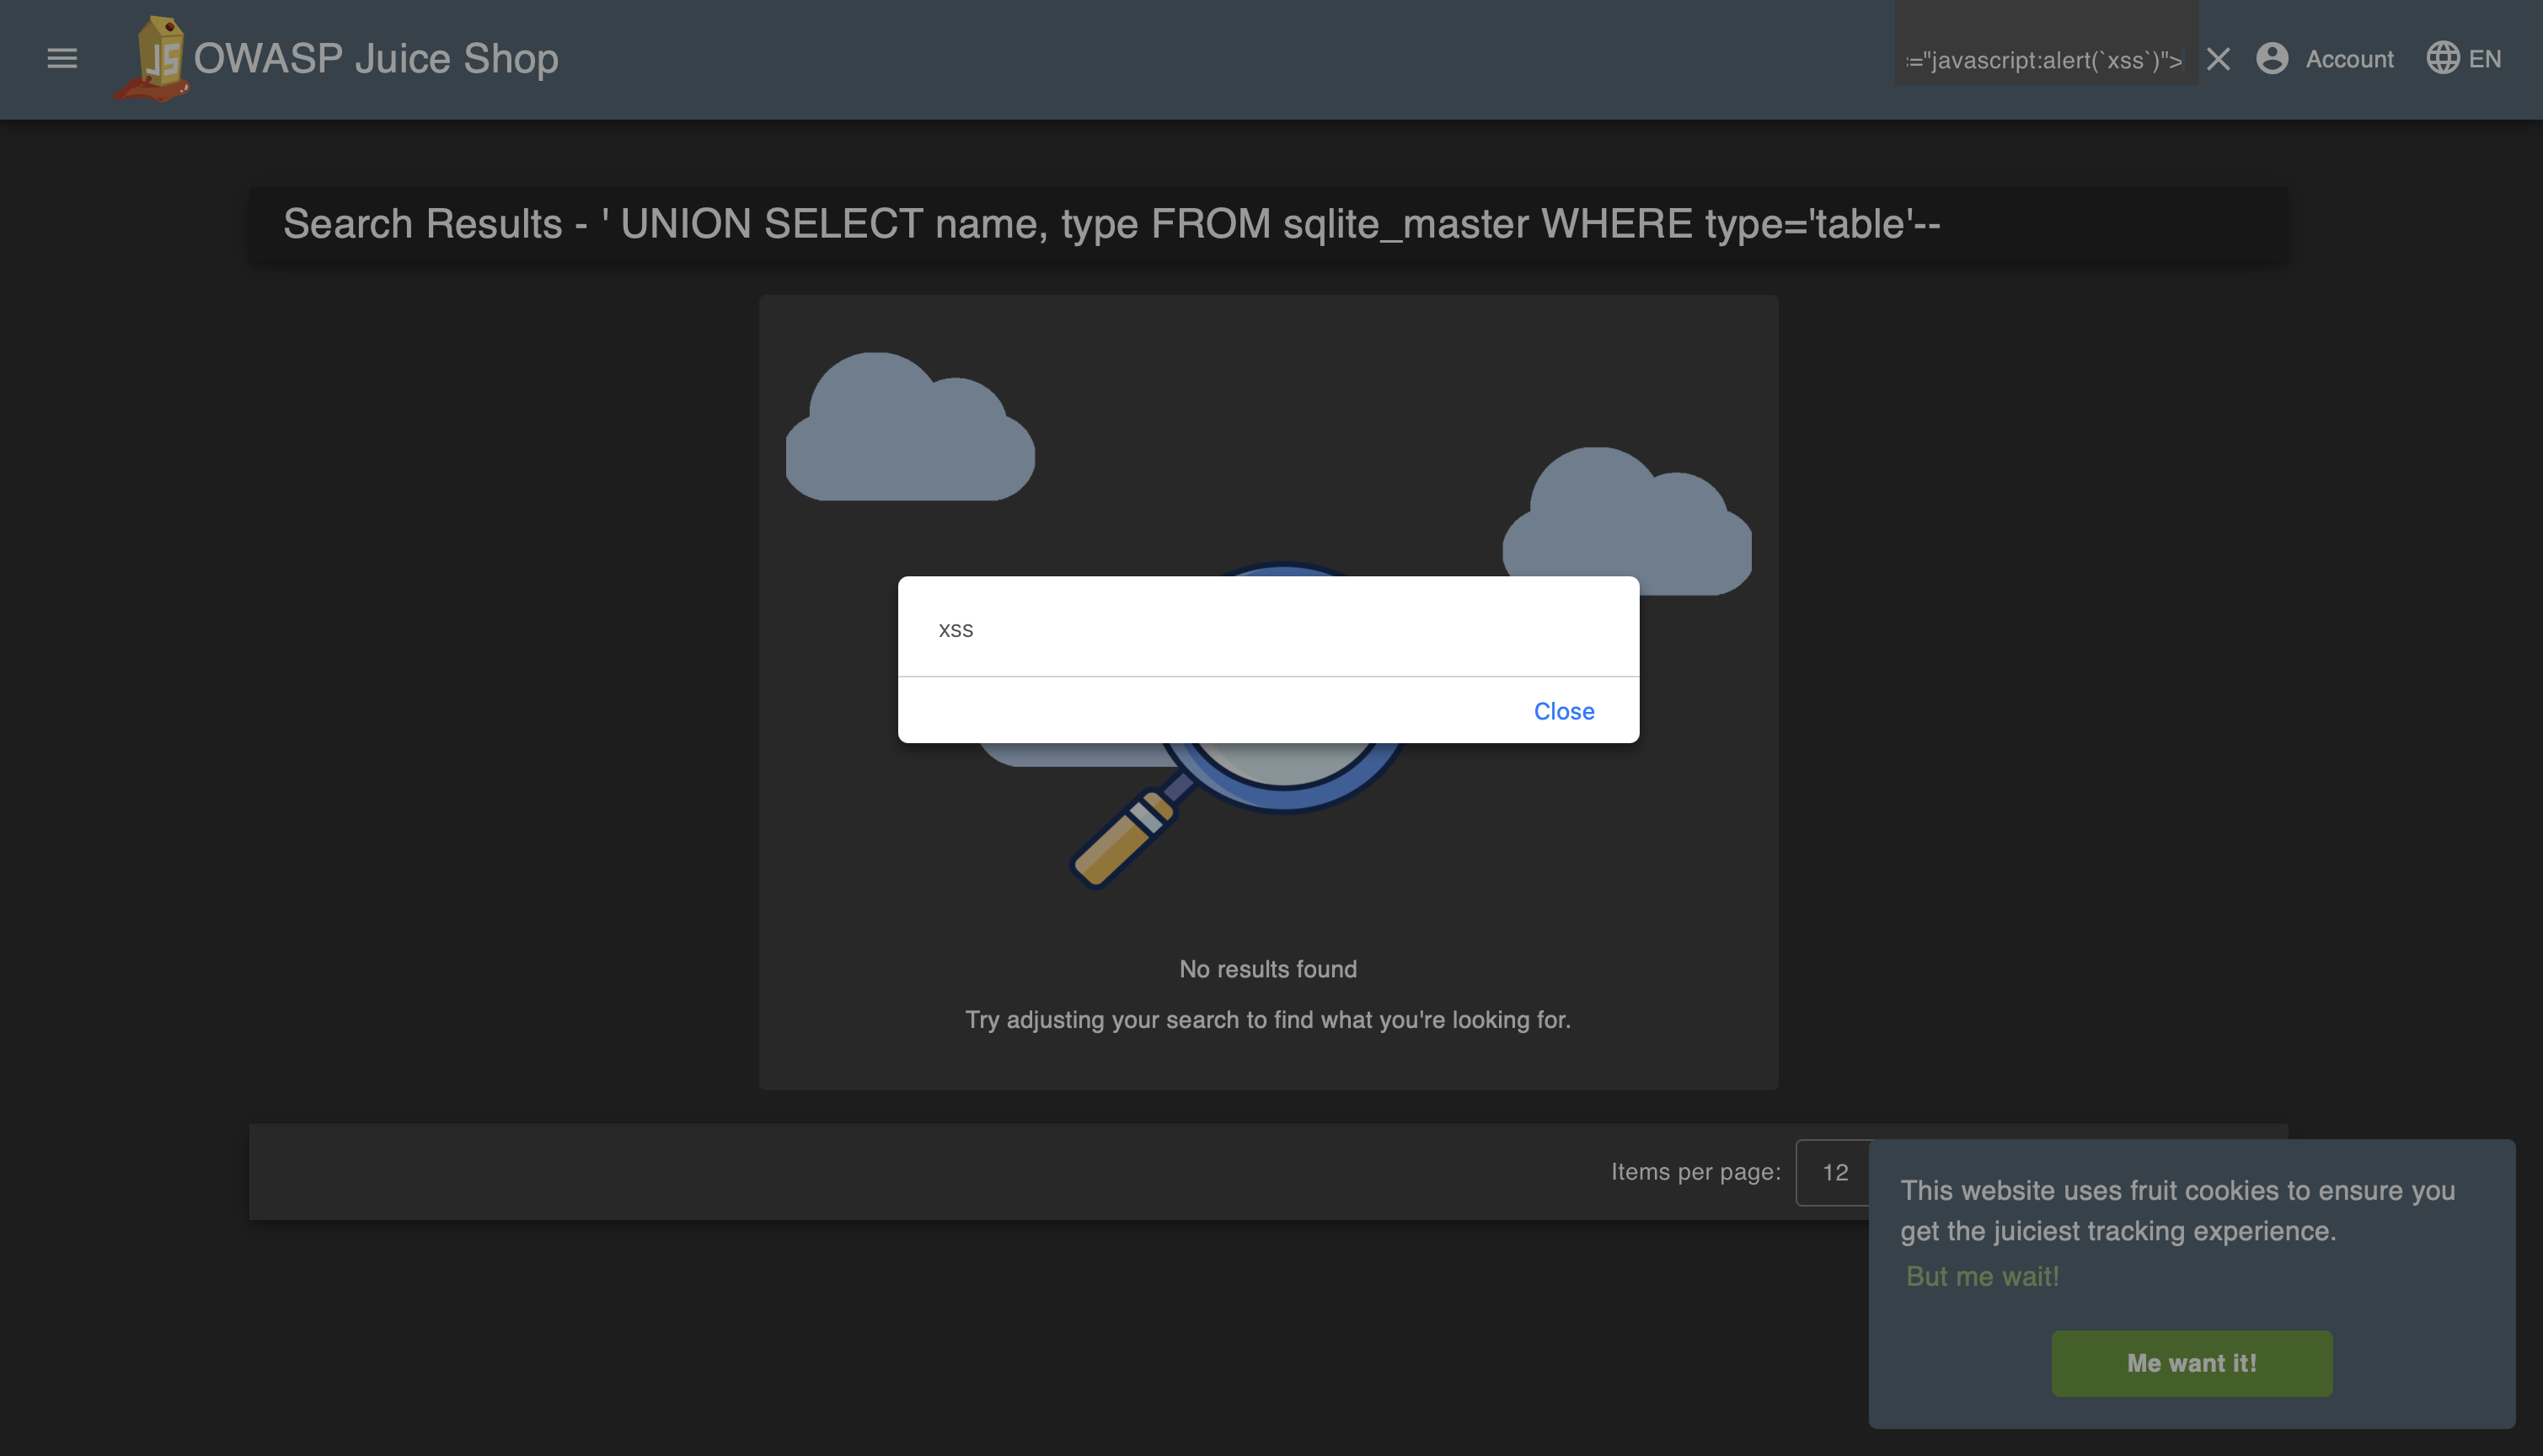 JS
OWASP Juice Shop
="javascript:alert(`xss`)">
Account
EN
Search Results - ' UNION SELECT name, type FROM sqlite_master WHERE type='table'--
xss
Close
No results found
Try adjusting your search to find what you're looking for.
Items per page:
12
This website uses fruit cookies to ensure you
get the juiciest tracking experience.
But me wait!
Me want it!